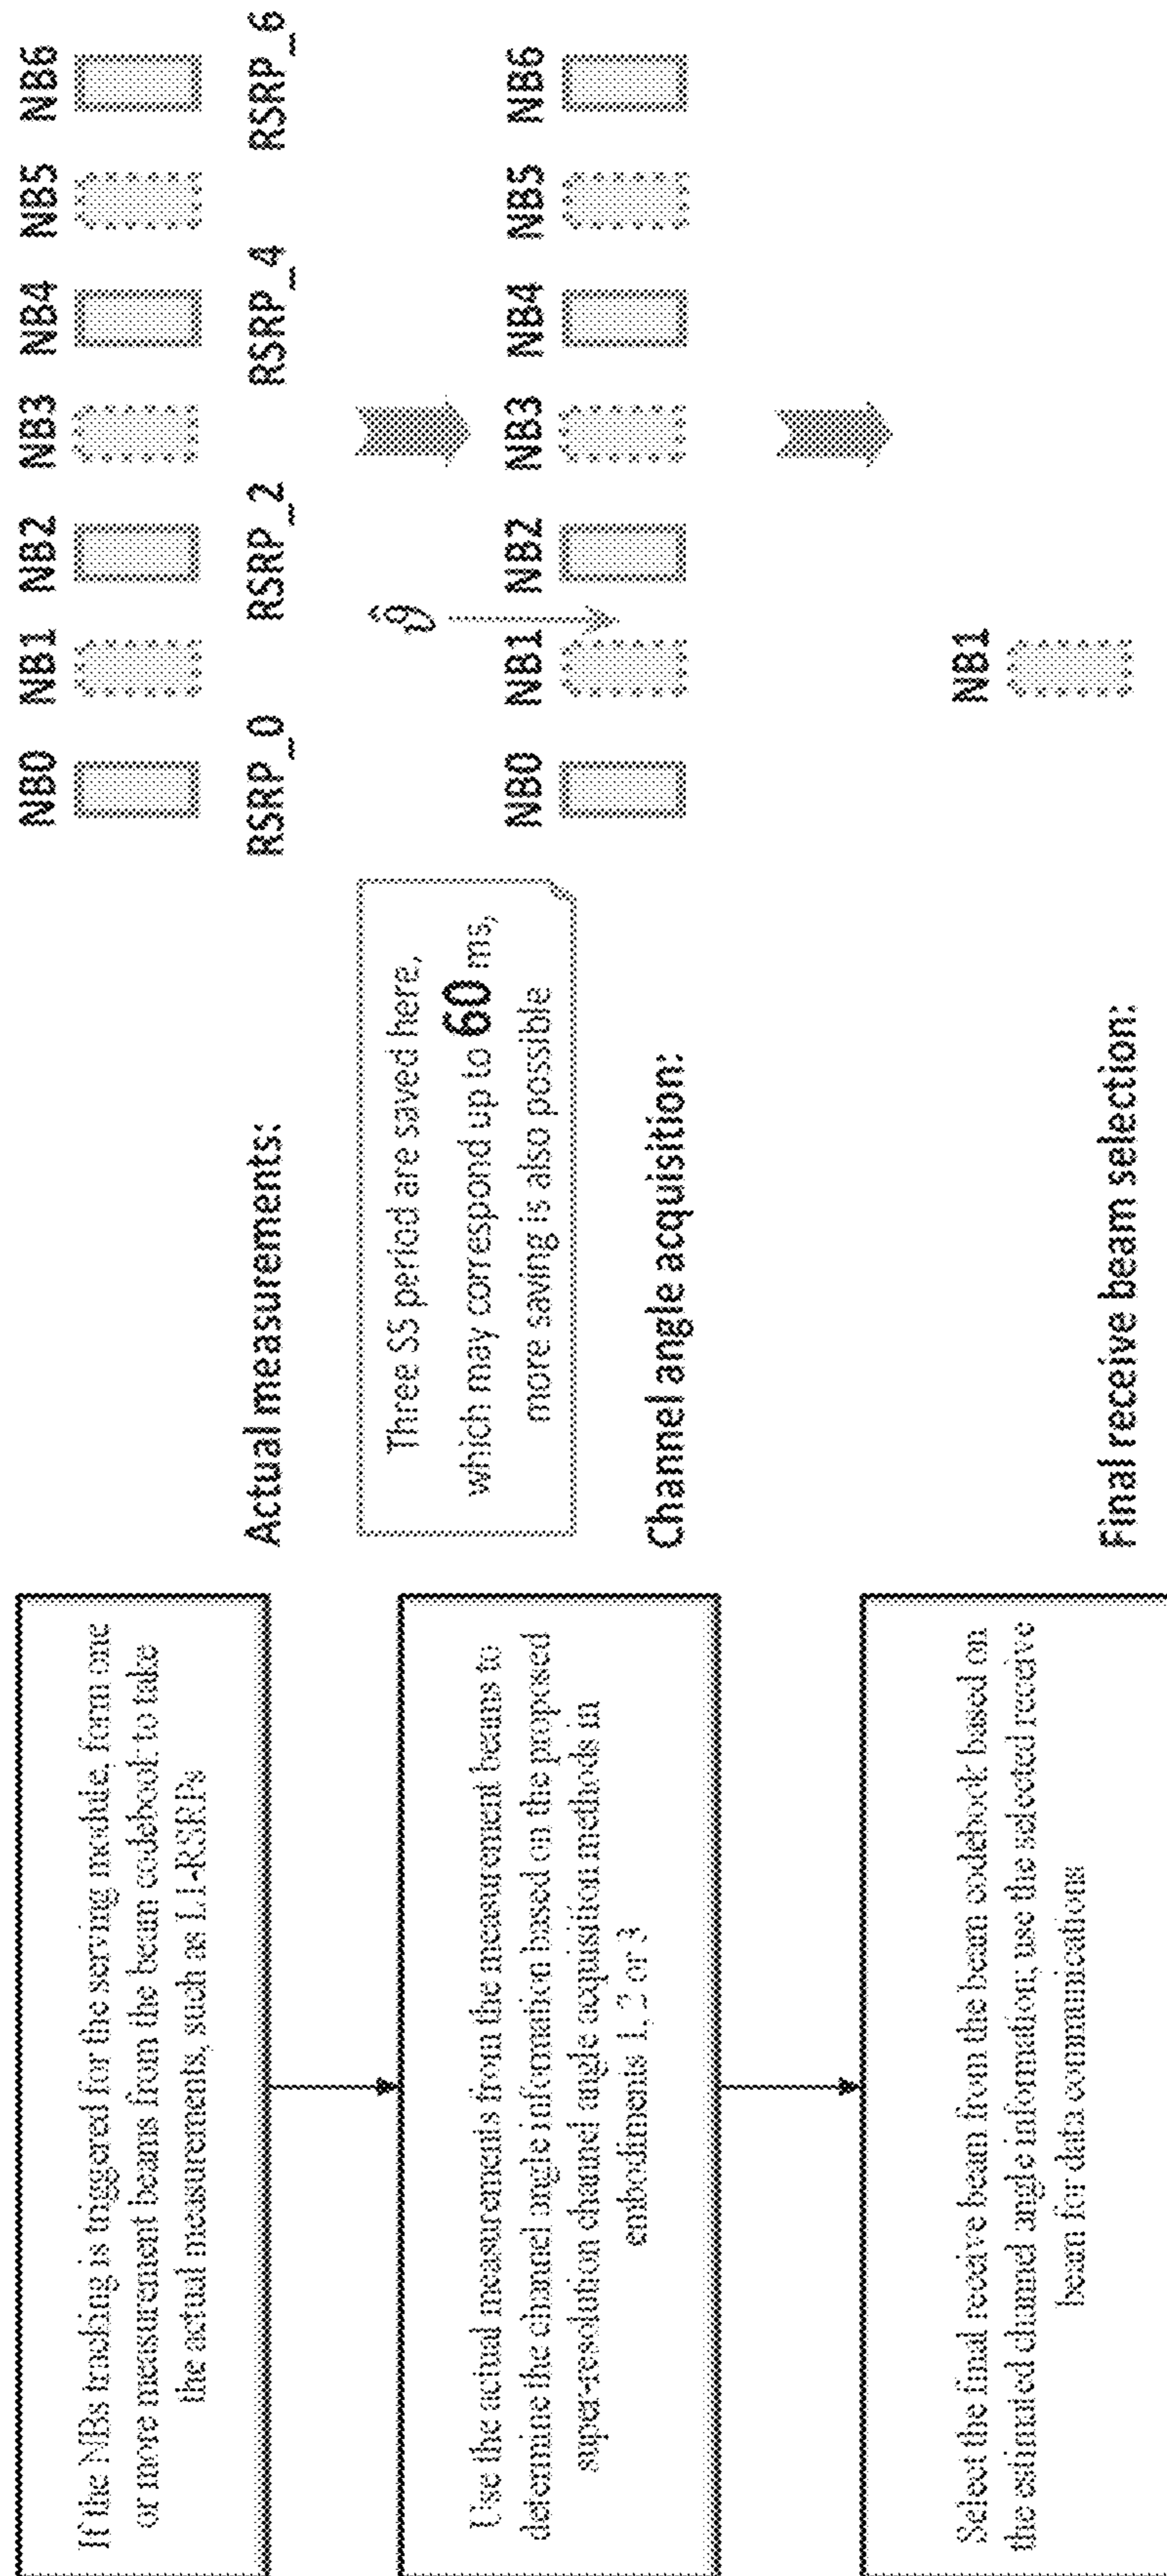 If the NBs tracking is triggered for the serving module, form one
or more measurement beams from the beam codebook to take
the actual measurements, such as L1-RSRPs
Use the actual measurements from the measurement beams to
determine the channel angle information based on the proposed
super-resolution channel angle acquisition methods in
embodiments 1, 2 or 3
Select the final receive beam from the beam codebook based on
the estimated channel angle information; use the selected receive
beam for data communications
Actual measurements:
NB0 NB1 NB2 NB3 NB4 NB5 NB6
RSRP_0 RSRP_2 RSRP_4 RSRP_6
Three SS period are saved here,
which may correspond up to 60 ms,
more saving is also possible
Channel angle acquisition:
NB0 NB1 NB2 NB3 NB4 NB5 NB6
Final receive beam selection:
NB1